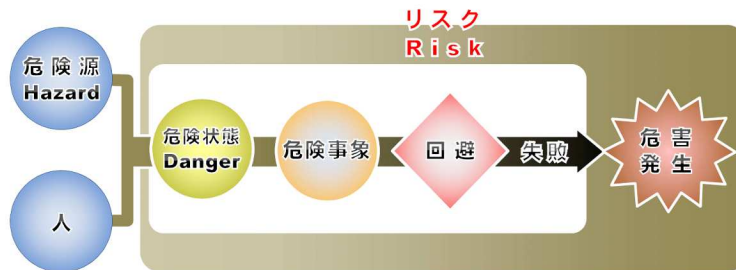 リスク
Risk
危険源
Hazard
危険状態
Danger
危険事象
回避
失敗
危害
発生
人